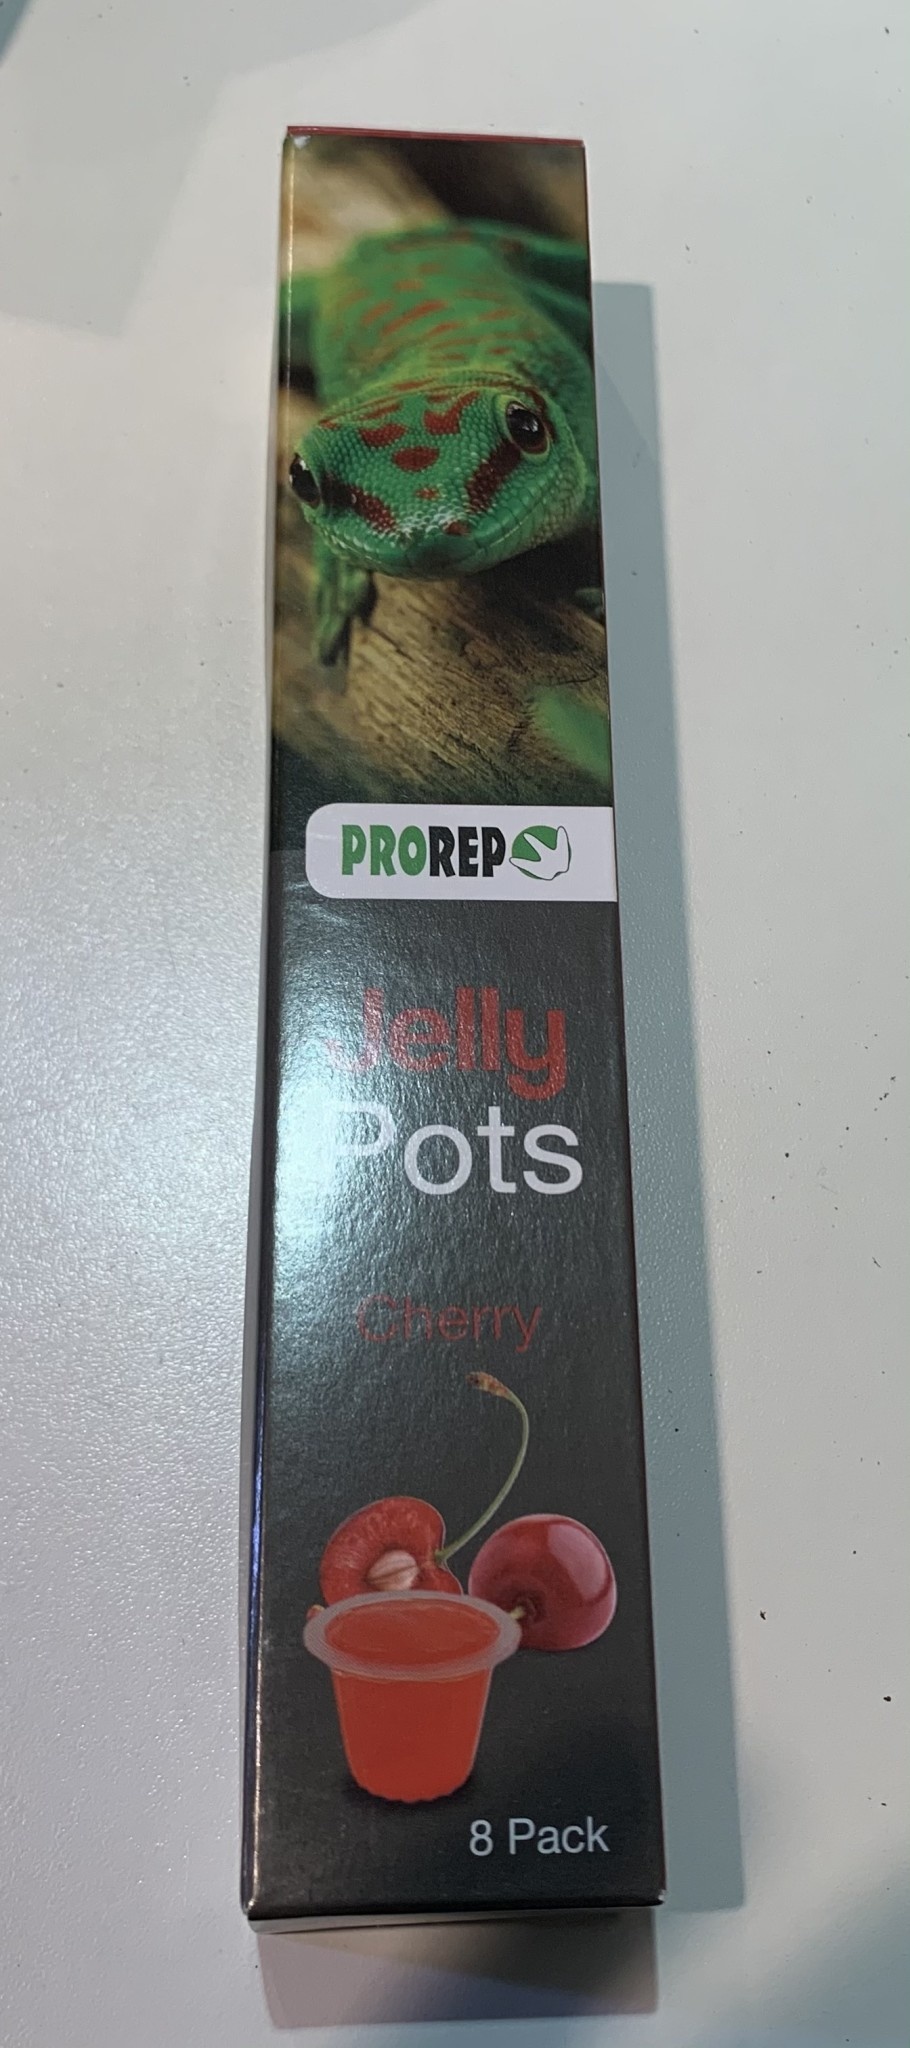 PROREP
Jelly
Pots
Cherry
8 Pack